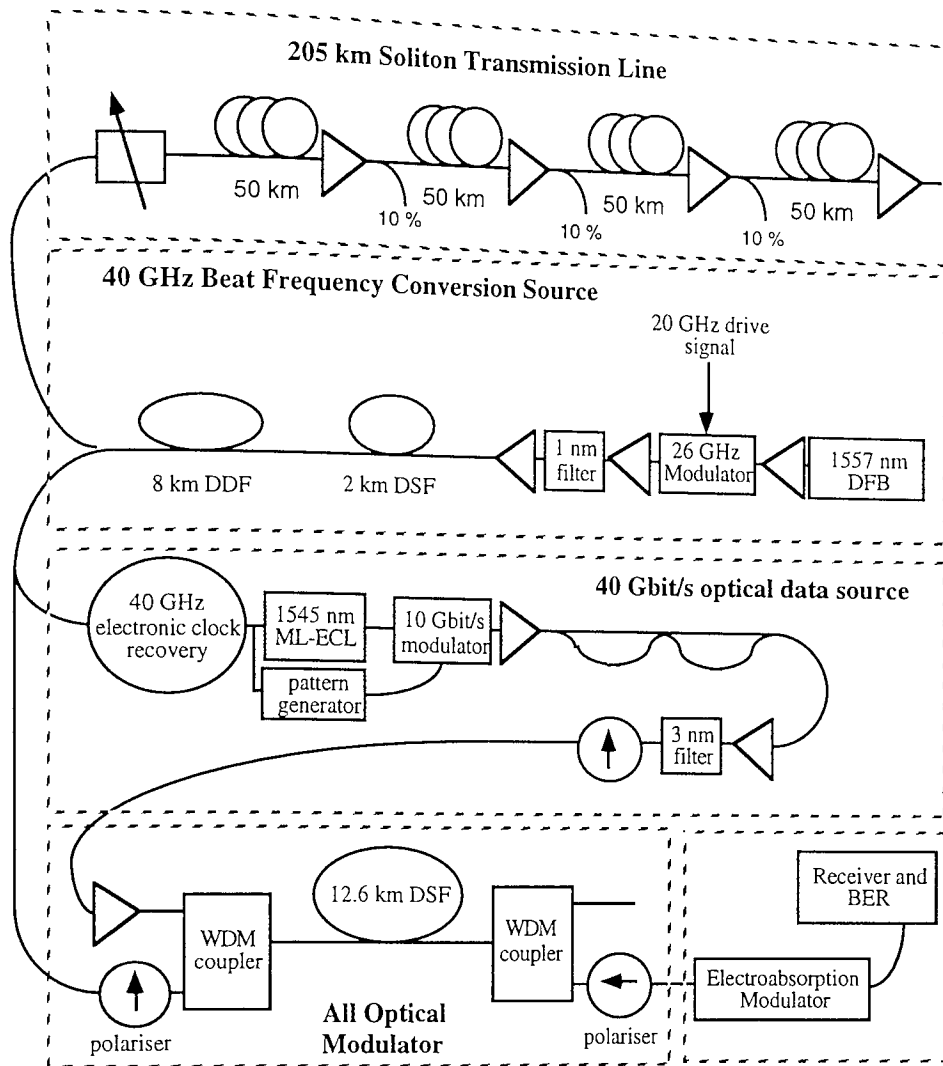 205 km Soliton Transmission Line
50 km
50 km
50 km
50 km
10 %
10 %
10 %
40 GHz Beat Frequency Conversion Source
20 GHz drive
signal
8 km DDF
2 km DSF
1 nm
filter
26 GHz
Modulator
1557 nm
DFB
40 Gbit/s optical data source
40 GHz
electronic clock
recovery
1545 nm
ML-ECL
10 Gbit/s
modulator
pattern
generator
3 nm
filter
WDM
coupler
12.6 km DSF
WDM
coupler
Receiver and
BER
Electroabsorption
Modulator
polariser
All Optical
Modulator
polariser